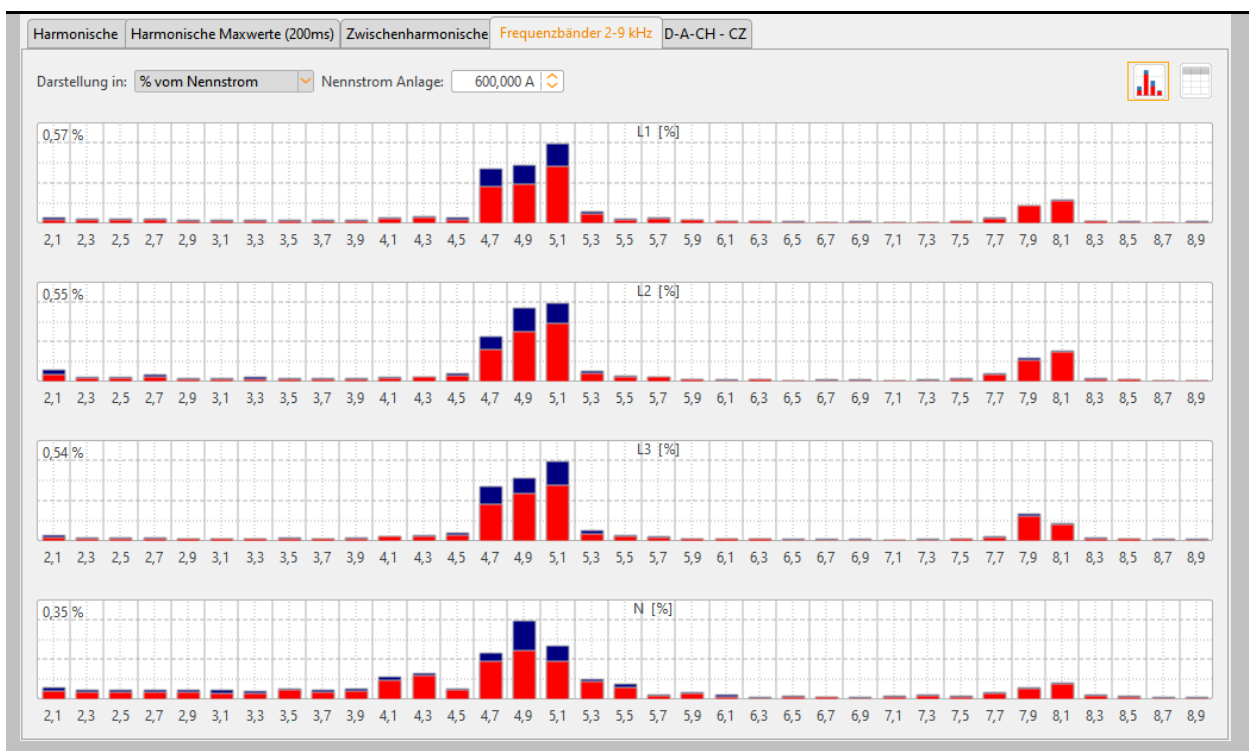 Harmonische Harmonische Maxwerte (200ms) Zwischenharmonische Frequenzbänder 2-9 kHz D-A-CH - CZ
Darstellung in: % vom Nennstrom Nennstrom Anlage: 600,000 A
0,57 % L1 [%]
2,1 2,3 2,5 2,7 2,9 3,1 3,3 3,5 3,7 3,9 4,1 4,3 4,5 4,7 4,9 5,1 5,3 5,5 5,7 5,9 6,1 6,3 6,5 6,7 6,9 7,1 7,3 7,5 7,7 7,9 8,1 8,3 8,5 8,7 8,9
0,55 % L2 [%]
2,1 2,3 2,5 2,7 2,9 3,1 3,3 3,5 3,7 3,9 4,1 4,3 4,5 4,7 4,9 5,1 5,3 5,5 5,7 5,9 6,1 6,3 6,5 6,7 6,9 7,1 7,3 7,5 7,7 7,9 8,1 8,3 8,5 8,7 8,9
0,54 % L3 [%]
2,1 2,3 2,5 2,7 2,9 3,1 3,3 3,5 3,7 3,9 4,1 4,3 4,5 4,7 4,9 5,1 5,3 5,5 5,7 5,9 6,1 6,3 6,5 6,7 6,9 7,1 7,3 7,5 7,7 7,9 8,1 8,3 8,5 8,7 8,9
0,35 % N [%]
2,1 2,3 2,5 2,7 2,9 3,1 3,3 3,5 3,7 3,9 4,1 4,3 4,5 4,7 4,9 5,1 5,3 5,5 5,7 5,9 6,1 6,3 6,5 6,7 6,9 7,1 7,3 7,5 7,7 7,9 8,1 8,3 8,5 8,7 8,9